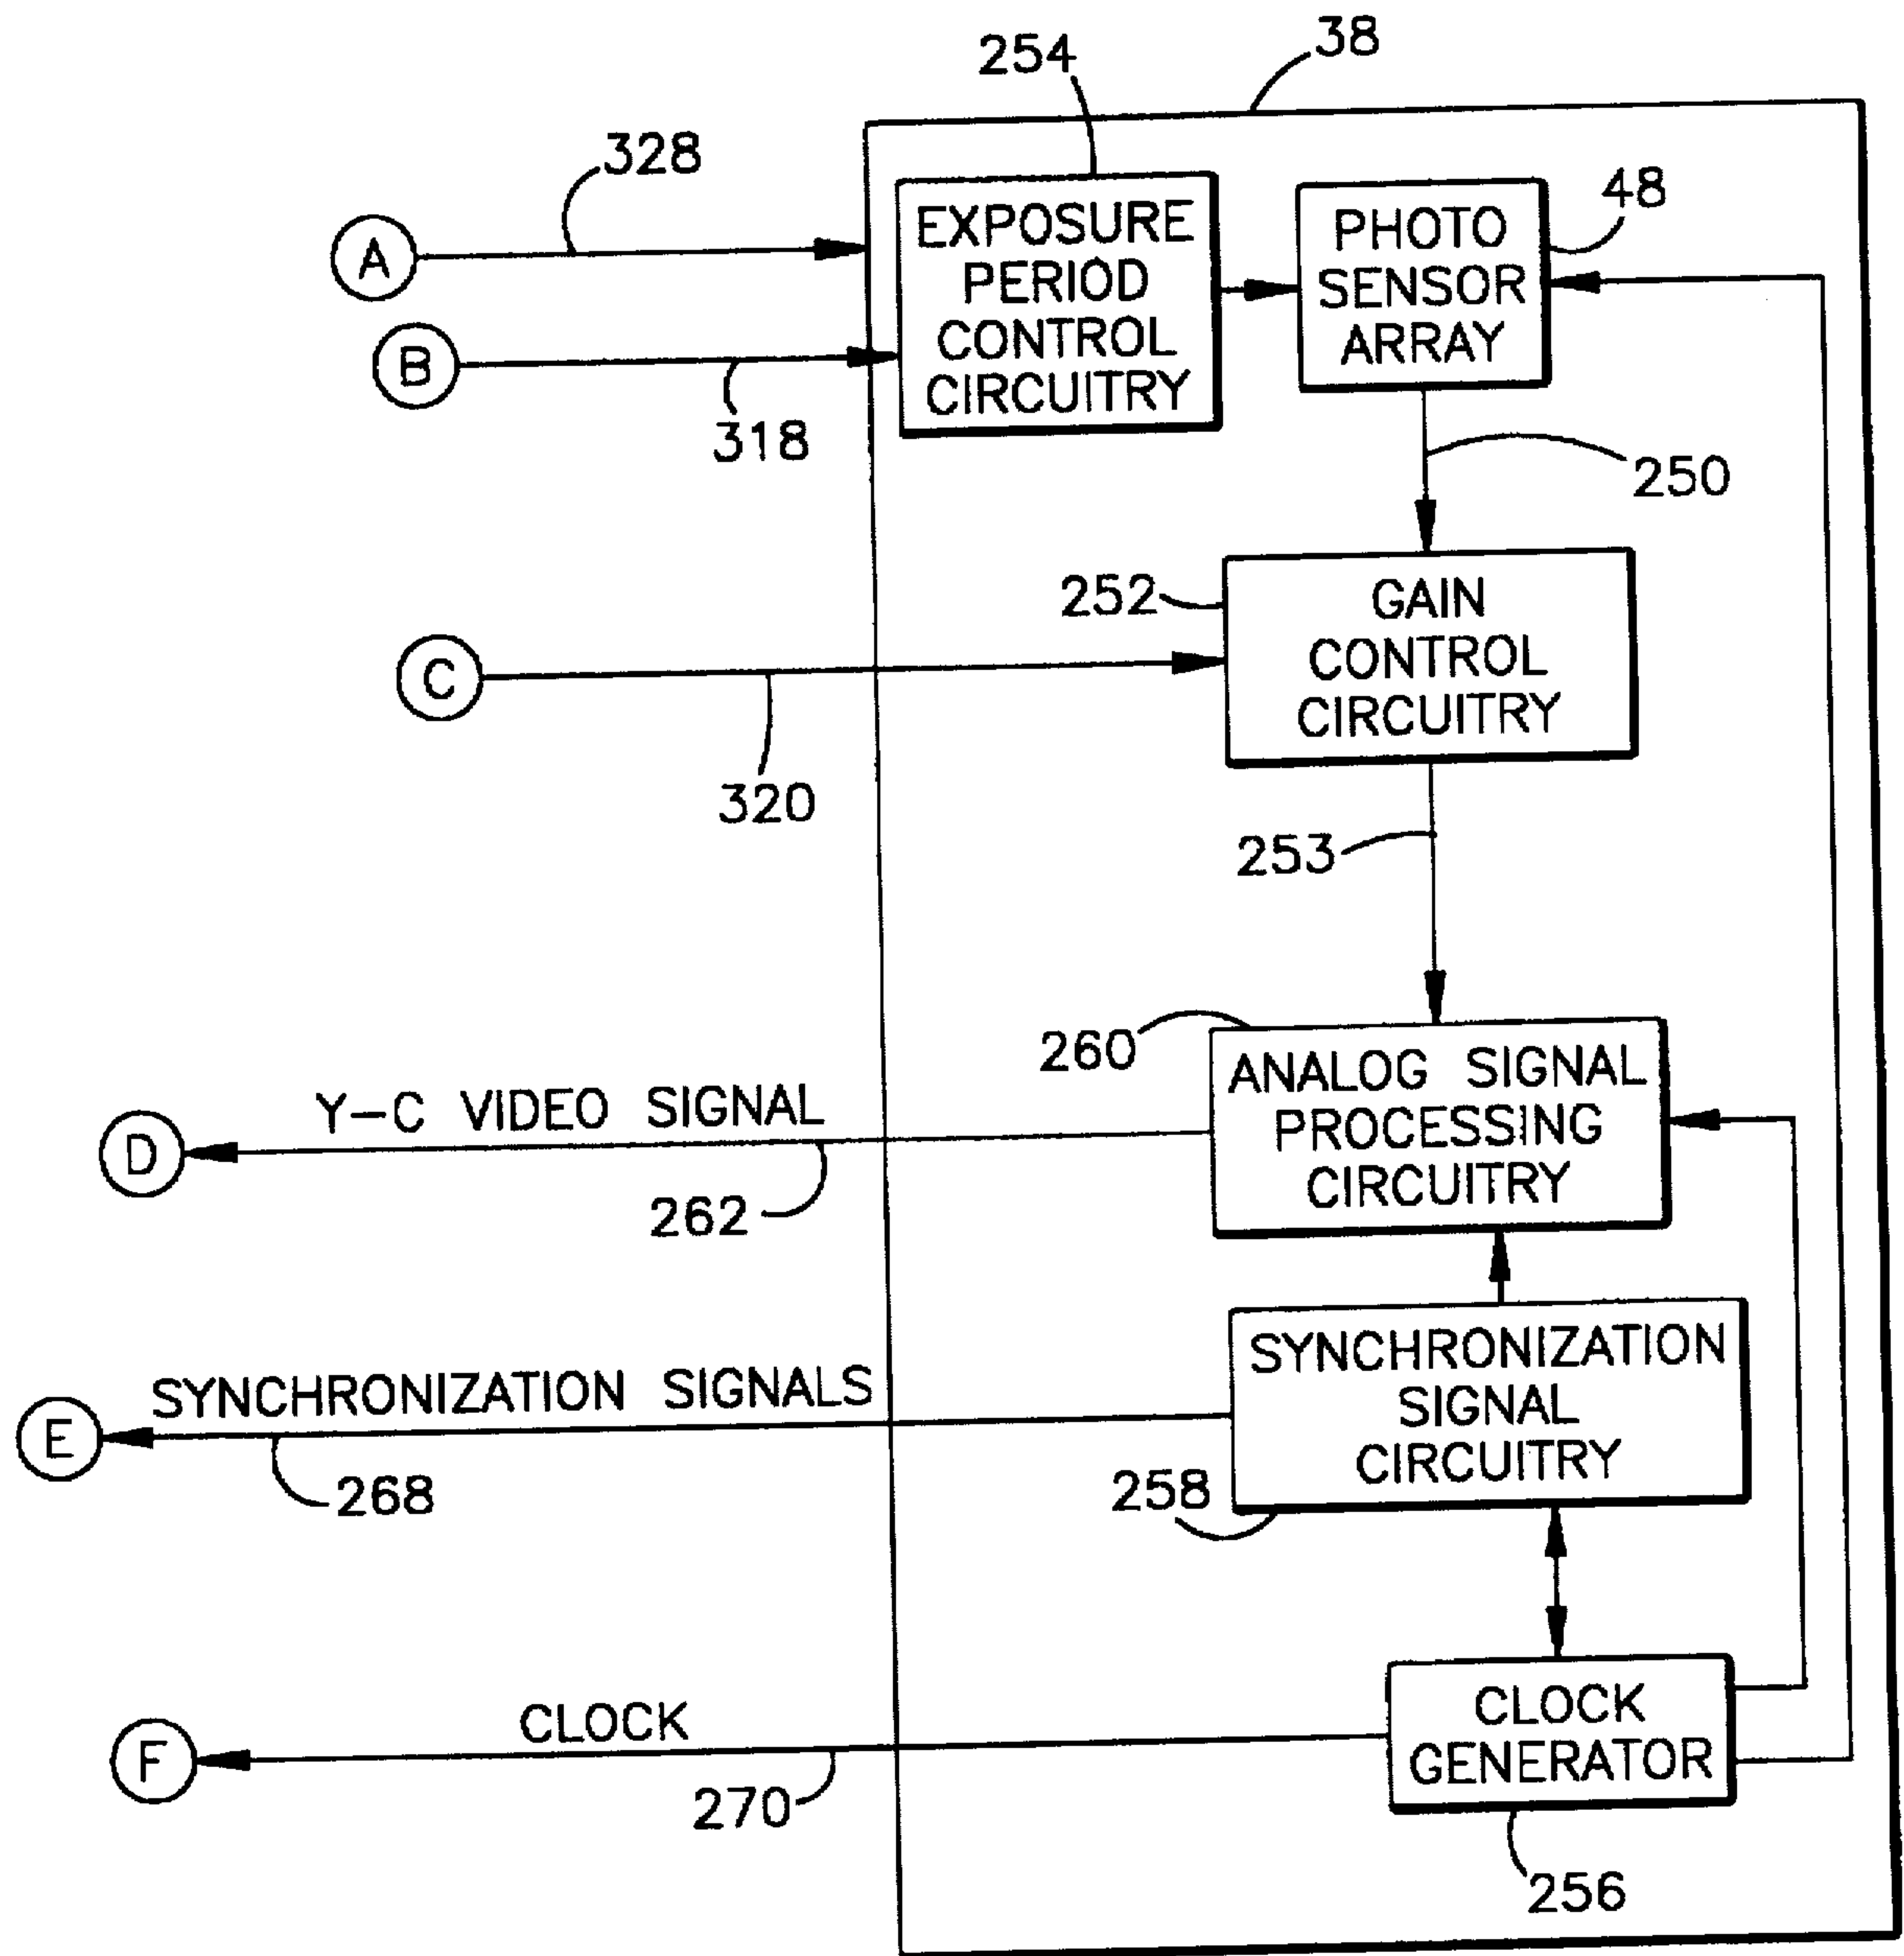 38
254
328
48
A
EXPOSURE
PERIOD
CONTROL
CIRCUITRY
PHOTO
SENSOR
ARRAY
B
318
250
252
GAIN
CONTROL
CIRCUITRY
C
320
253
260
ANALOG SIGNAL
PROCESSING
CIRCUITRY
Y-C VIDEO SIGNAL
D
262
SYNCHRONIZATION
SIGNAL
CIRCUITRY
SYNCHRONIZATION SIGNALS
E
268
258
CLOCK
GENERATOR
CLOCK
F
270
256